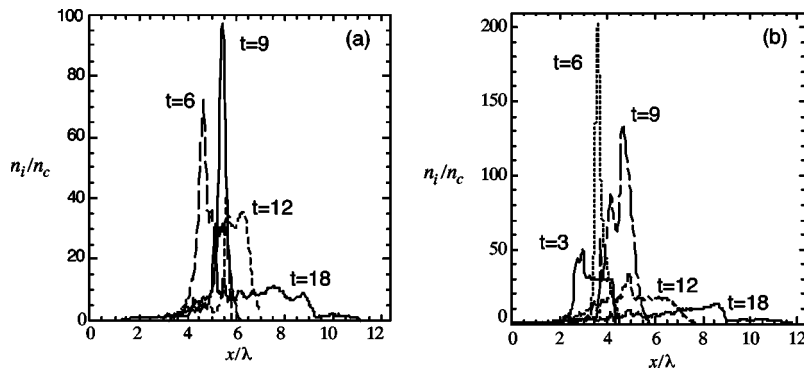 (a)
100
80
60
40
20
0
n_i/n_c
t=9
t=6
t=12
t=18
0 2 4 6 8 10 12
x/λ
(b)
200
150
100
50
0
n_i/n_c
t=6
t=9
t=3
t=12
t=18
0 2 4 6 8 10 12
x/λ